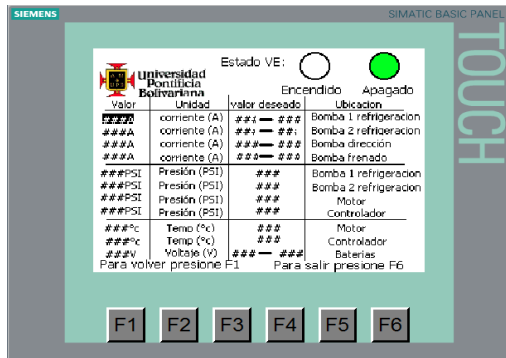 SIEMENS
SIMATIC BASIC PANEL
TOUCH
Estado VE:
Universidad
Pontificia
Bolivariana
Encendido Apagado
Valor Unidad valor deseado Ubicacion
###A corriente (A) ##; — ### Bomba 1 refrigeracion
###A corriente (A) ##; — ##; Bomba 2 refrigeracion
###A corriente (A) ### — ### Bomba dirección
###A corriente (A) ### — ### Bomba frenado
###PSI Presión (PSI) ### Bomba 1 refrigeracion
###PSI Presión (PSI) ### Bomba 2 refrigeracion
###PSI Presión (PSI) ### Motor
###PSI Presión (PSI) ### Controlador
###°c Temp (°c) ### Motor
###°c Temp (°c) ### Controlador
###V Voltaje (V) ### — ### Baterias
Para volver presione F1 Para salir presione F6
F1 F2 F3 F4 F5 F6